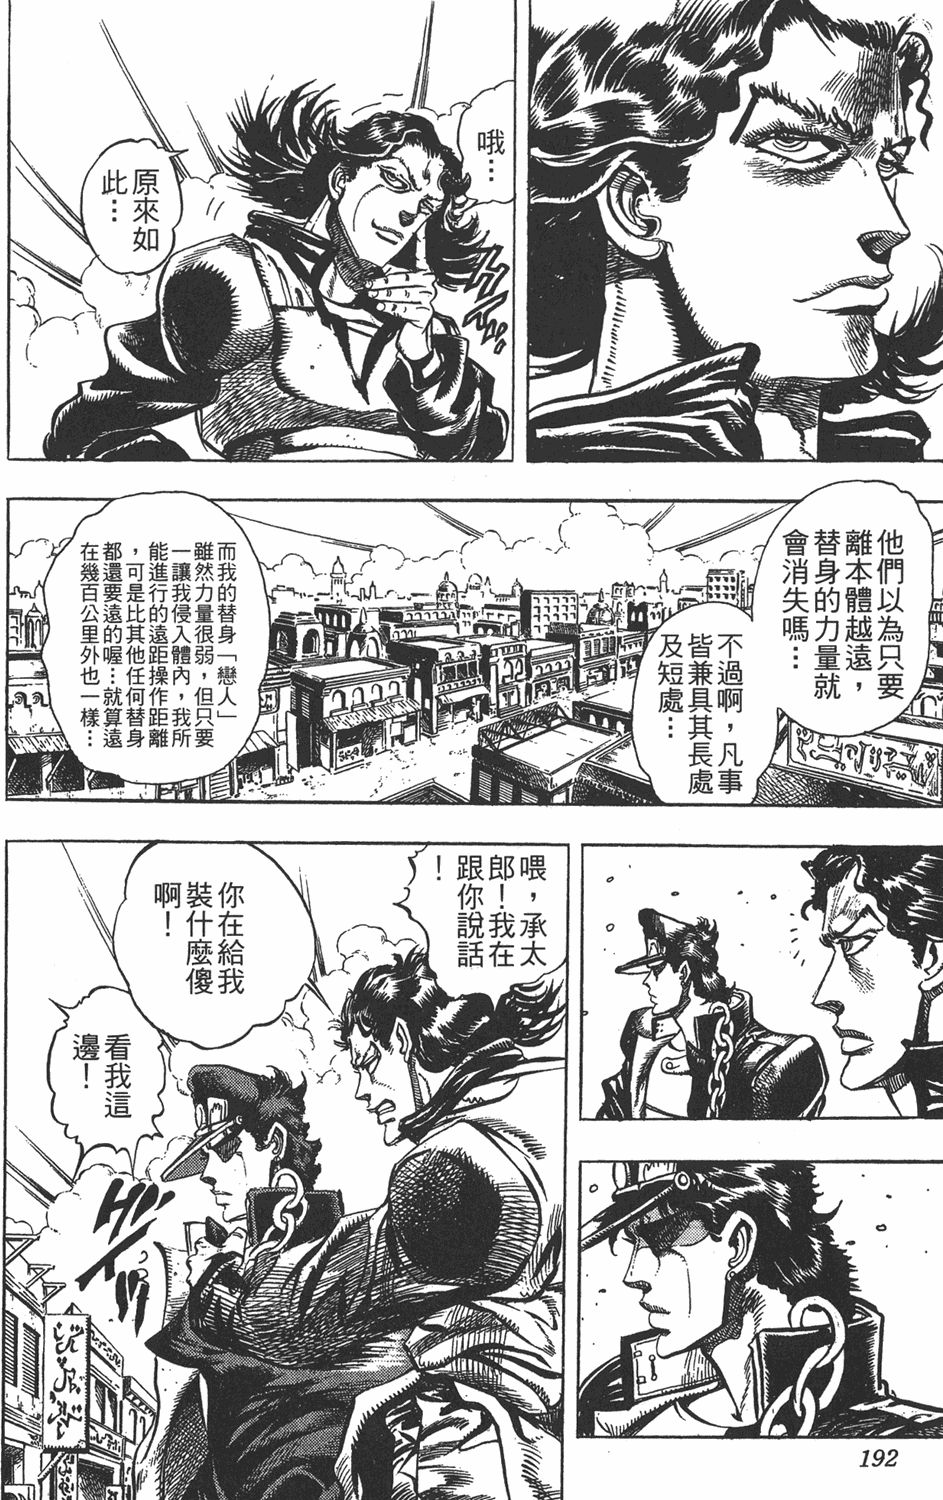 哦…
原來如
此…
他們以為只要
離本體越遠，
替身的力量就
會消失嗎…
不過啊，凡事
皆兼具其長處
及短處…
而我的替身「戀人」
雖然力量很弱，但只要
一讓我侵入體內，我所
能進行的遠距操作距離
，可是比其他任何替身
都還要遠的喔…就算遠
在幾百公里外也一樣…
喂，承太
郎！我在
跟你說話
！
你在給我
裝什麼傻
啊！
看我這
邊！
192